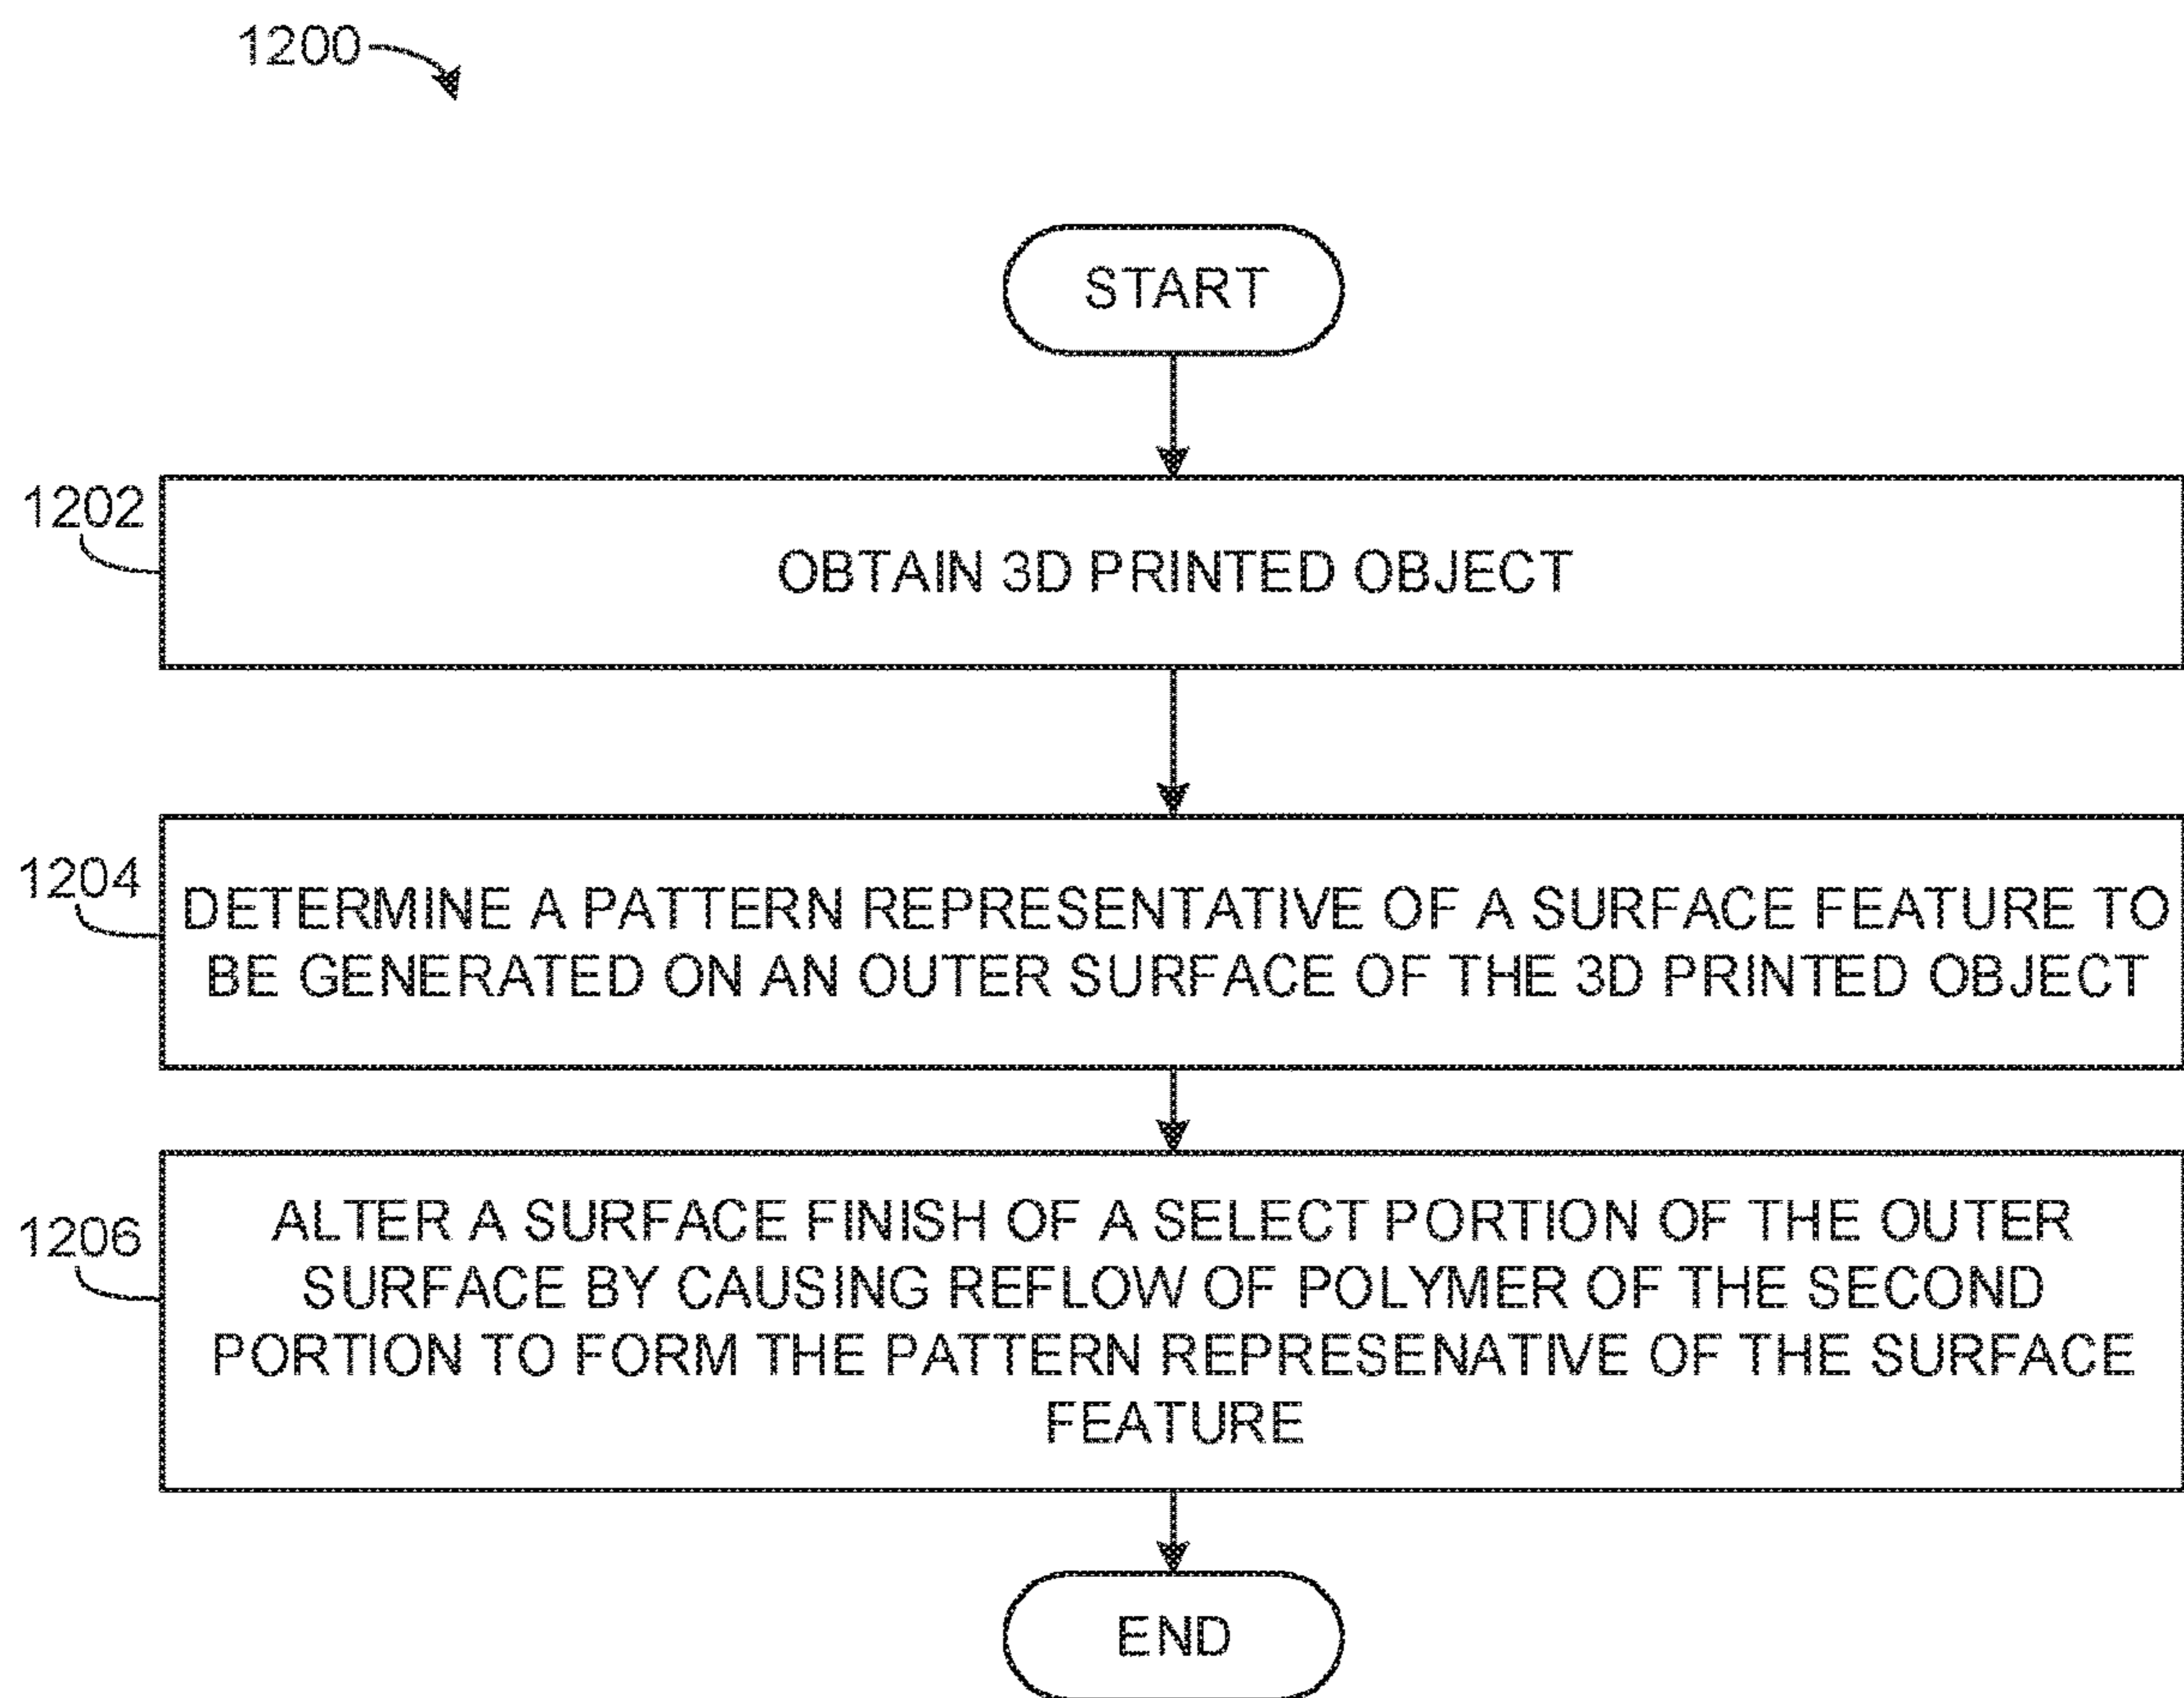 1200
START
1202
OBTAIN 3D PRINTED OBJECT
1204
DETERMINE A PATTERN REPRESENTATIVE OF A SURFACE FEATURE TO
BE GENERATED ON AN OUTER SURFACE OF THE 3D PRINTED OBJECT
1206
ALTER A SURFACE FINISH OF A SELECT PORTION OF THE OUTER
SURFACE BY CAUSING REFLOW OF POLYMER OF THE SECOND
PORTION TO FORM THE PATTERN REPRESENATIVE OF THE SURFACE
FEATURE
END